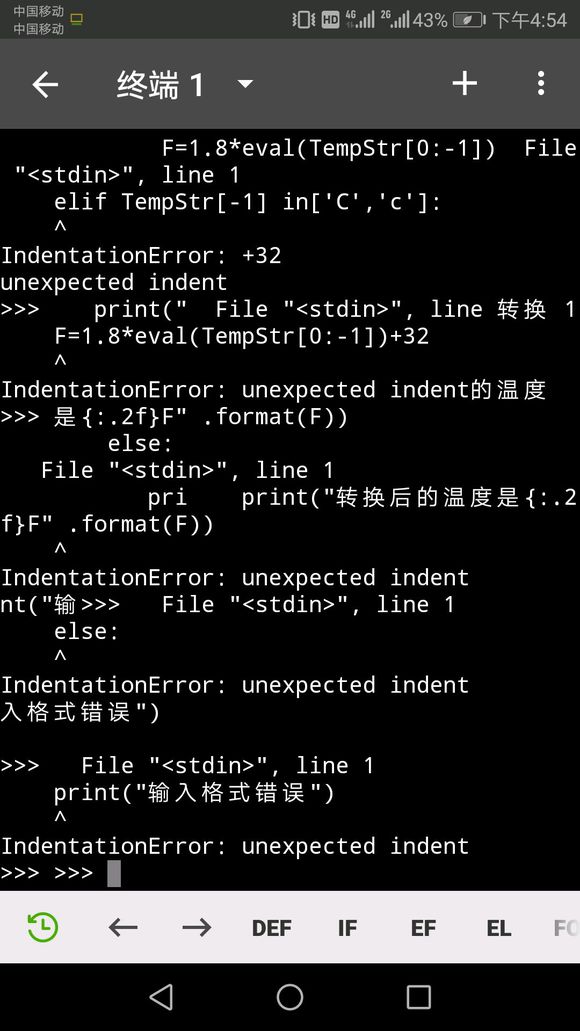 中国移动
中国移动
HD 4G 2G 43% 下午4:54
终端 1
F=1.8*eval(TempStr[0:-1])  File
"<stdin>", line 1
elif TempStr[-1] in['C','c']:
^
IndentationError: +32
unexpected indent
>>>    print("  File "<stdin>", line 转换 1
F=1.8*eval(TempStr[0:-1])+32
^
IndentationError: unexpected indent的温度
>>> 是{:.2f}F" .format(F))
else:
File "<stdin>", line 1
pri    print("转换后的温度是{:.2
f}F" .format(F))
^
IndentationError: unexpected indent
nt("输>>>   File "<stdin>", line 1
else:
^
IndentationError: unexpected indent
入格式错误")
>>>   File "<stdin>", line 1
print("输入格式错误")
^
IndentationError: unexpected indent
>>> >>>
DEF IF EF EL FO